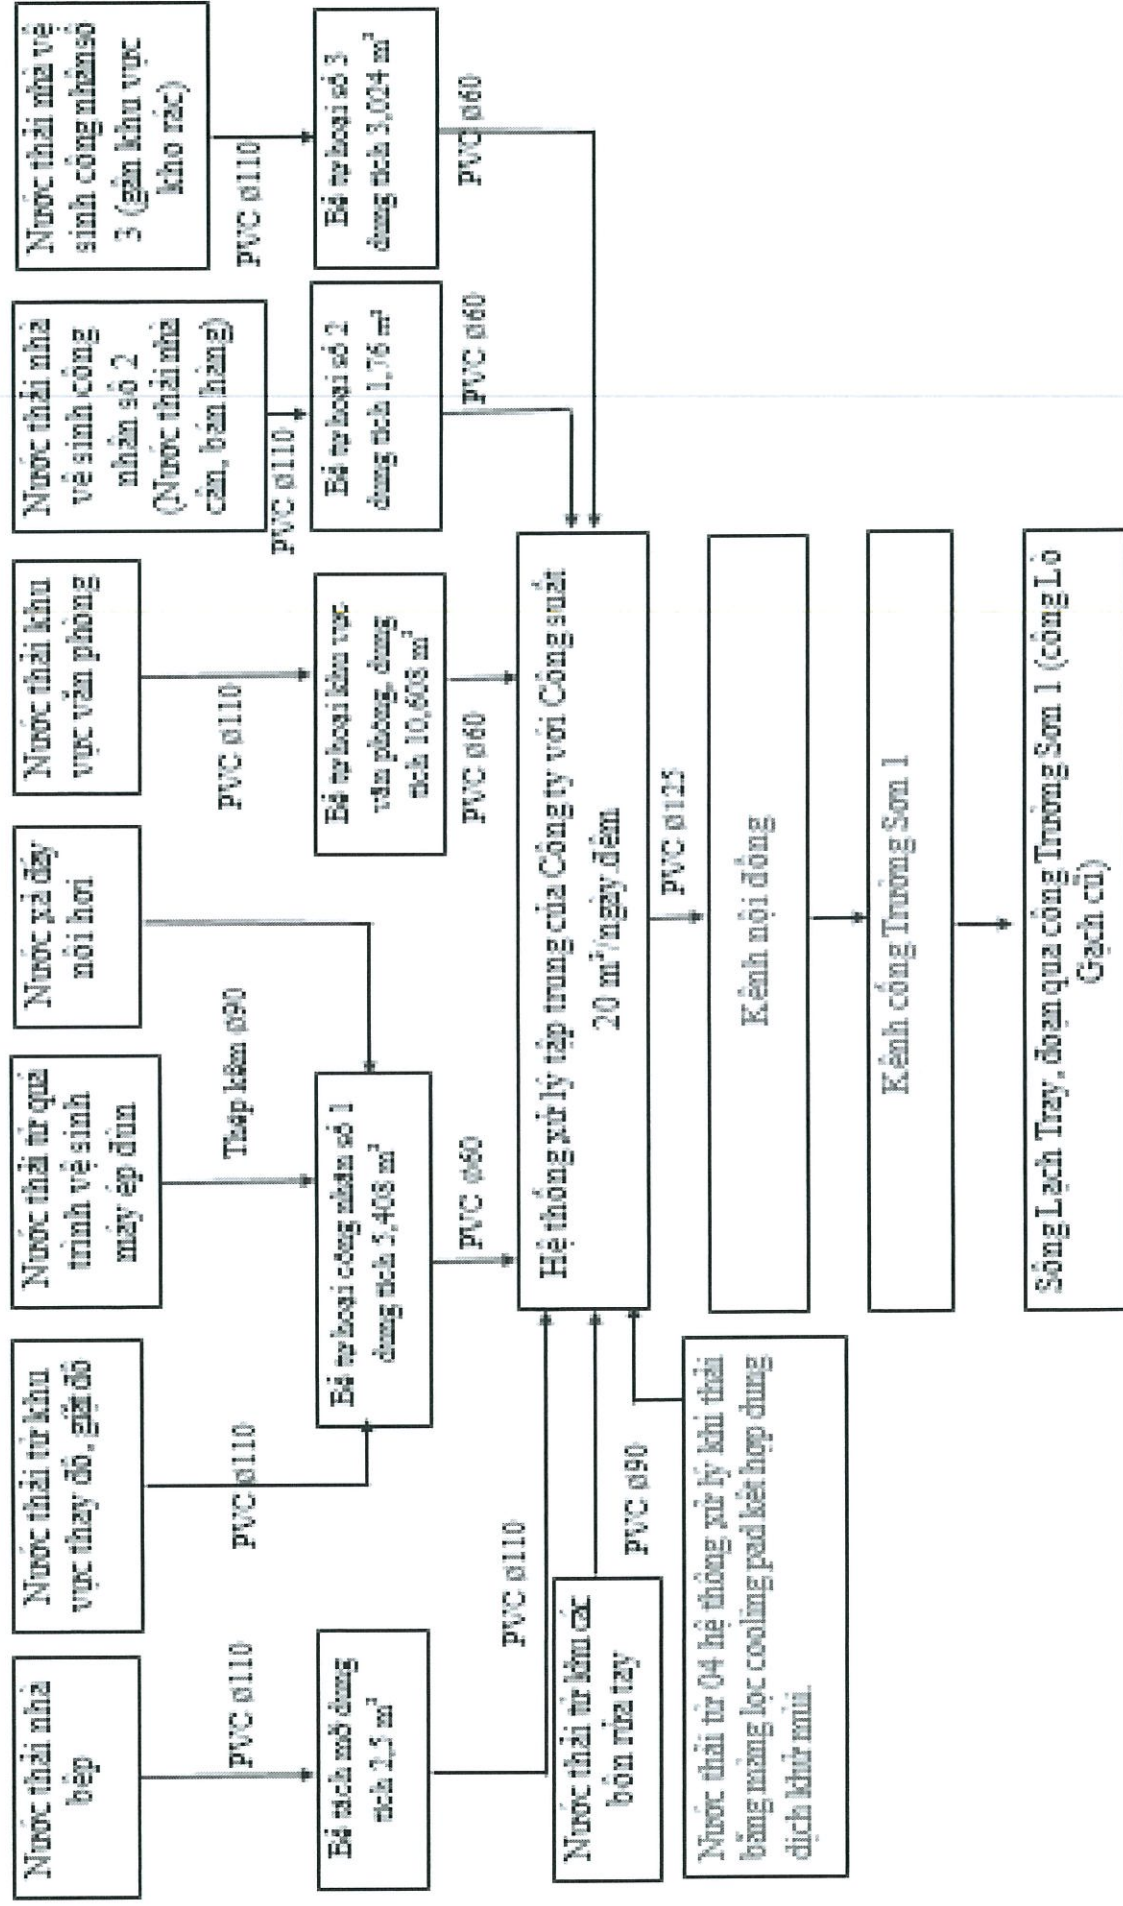 Nước thải nhà
bếp
PVC ø110
Bể tách mỡ dung
tích 2,5 m³
PVC ø110
Nước thải từ khu
vực thay đồ, giặt đồ
PVC ø110
Nước thải từ quá
trình vệ sinh
máy ép đùn
Thép kẽm ø90
Nước xả đáy
nồi hơi
Bể tự hoại công nhân số 1
dung tích 5,408 m³
PVC ø60
Nước thải khu
vực văn phòng
PVC ø110
Bể tự hoại khu vực
văn phòng, dung
tích 10,608 m³
PVC ø60
Nước thải nhà
vệ sinh công
nhân số 2
(Nước thải nhà
cân, bán hàng)
PVC ø110
Bể tự hoại số 2
dung tích 1,76 m³
PVC ø60
Nước thải nhà vệ
sinh công nhân số
3 (gần khu vực
kho rác)
PVC ø110
Bể tự hoại số 3
dung tích 3,024 m³
PVC ø60
Nước thải từ khu các
bồn rửa tay
PVC ø90
Nước thải từ 04 hệ thống xử lý khí thải
bằng màng lọc cooling pad kết hợp dung
dịch khử mùi.
Hệ thống xử lý tập trung của Công ty với Công suất
20 m³/ngày đêm
PVC ø125
Kênh nội đồng
Kênh cống Trường Sơn 1
Sông Lạch Tray, đoạn qua cống Trường Sơn 1 (cống Lò
Gạch cũ)